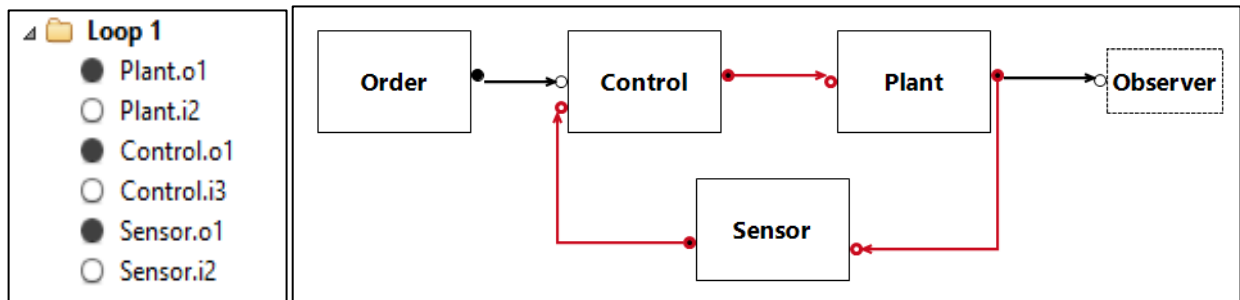 Loop 1
Plant.o1
Plant.i2
Control.o1
Control.i3
Sensor.o1
Sensor.i2
Order
Control
Plant
Observer
Sensor